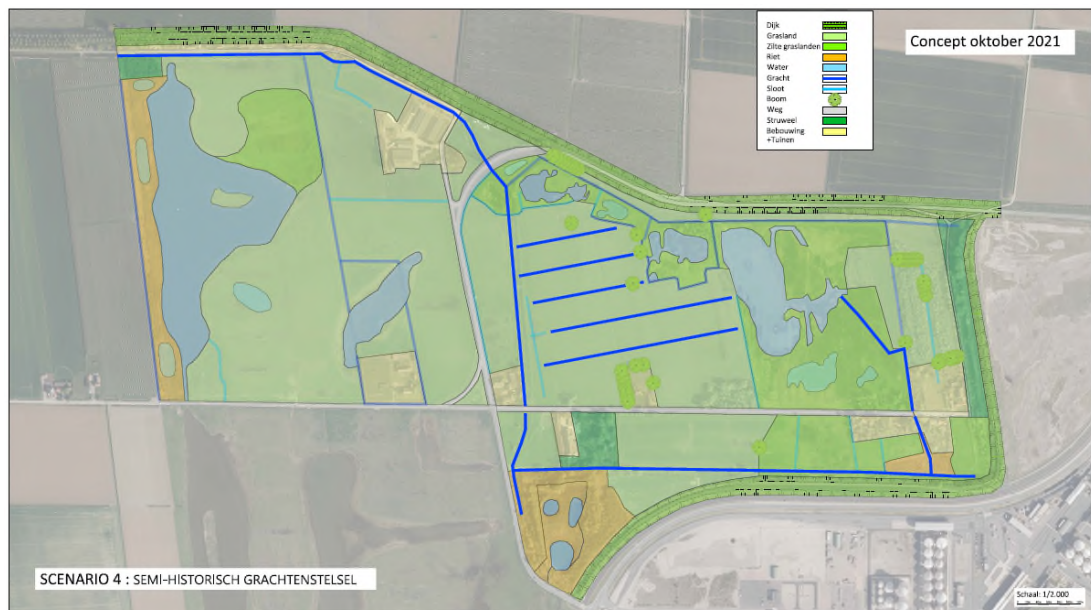 Dijk
Grasland
Zilte graslanden
Riet
Water
Gracht
Sloot
Boom
Weg
Struweel
Bebouwing
+Tuinen
Concept oktober 2021
SCENARIO 4 : SEMI-HISTORISCH GRACHTENSTELSEL
Schaal: 1/2.000